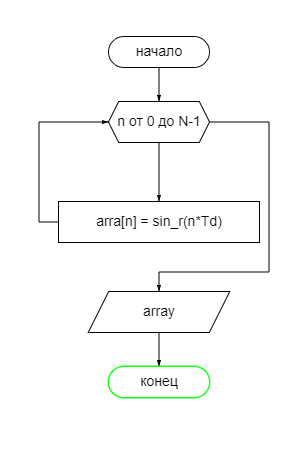 начало
n от 0 до N-1
arra[n] = sin_r(n*Td)
array
конец